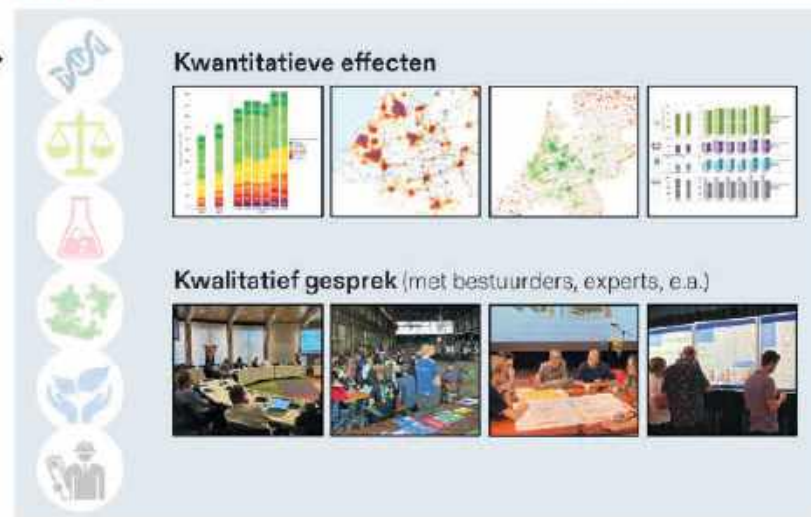 Kwantitatieve effecten
Kwalitatief gesprek (met bestuurders, experts, e.a.)